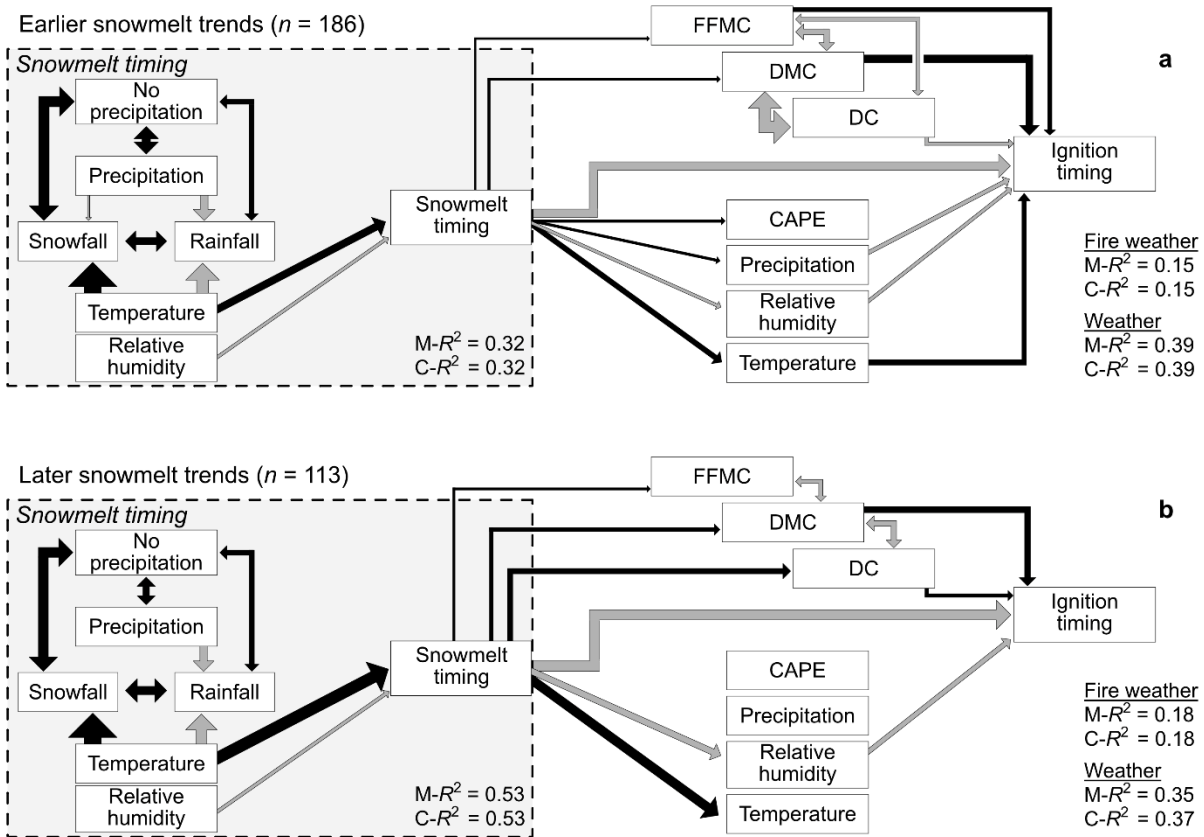 Earlier snowmelt trends (n = 186)
a
Snowmelt timing
No
precipitation
Precipitation
Snowfall
Rainfall
Temperature
Relative
humidity
M-R² = 0.32
C-R² = 0.32
Snowmelt
timing
FFMC
DMC
DC
CAPE
Precipitation
Relative
humidity
Temperature
Ignition
timing
Fire weather
M-R² = 0.15
C-R² = 0.15
Weather
M-R² = 0.39
C-R² = 0.39
Later snowmelt trends (n = 113)
b
Snowmelt timing
No
precipitation
Precipitation
Snowfall
Rainfall
Temperature
Relative
humidity
M-R² = 0.53
C-R² = 0.53
Snowmelt
timing
FFMC
DMC
DC
CAPE
Precipitation
Relative
humidity
Temperature
Ignition
timing
Fire weather
M-R² = 0.18
C-R² = 0.18
Weather
M-R² = 0.35
C-R² = 0.37